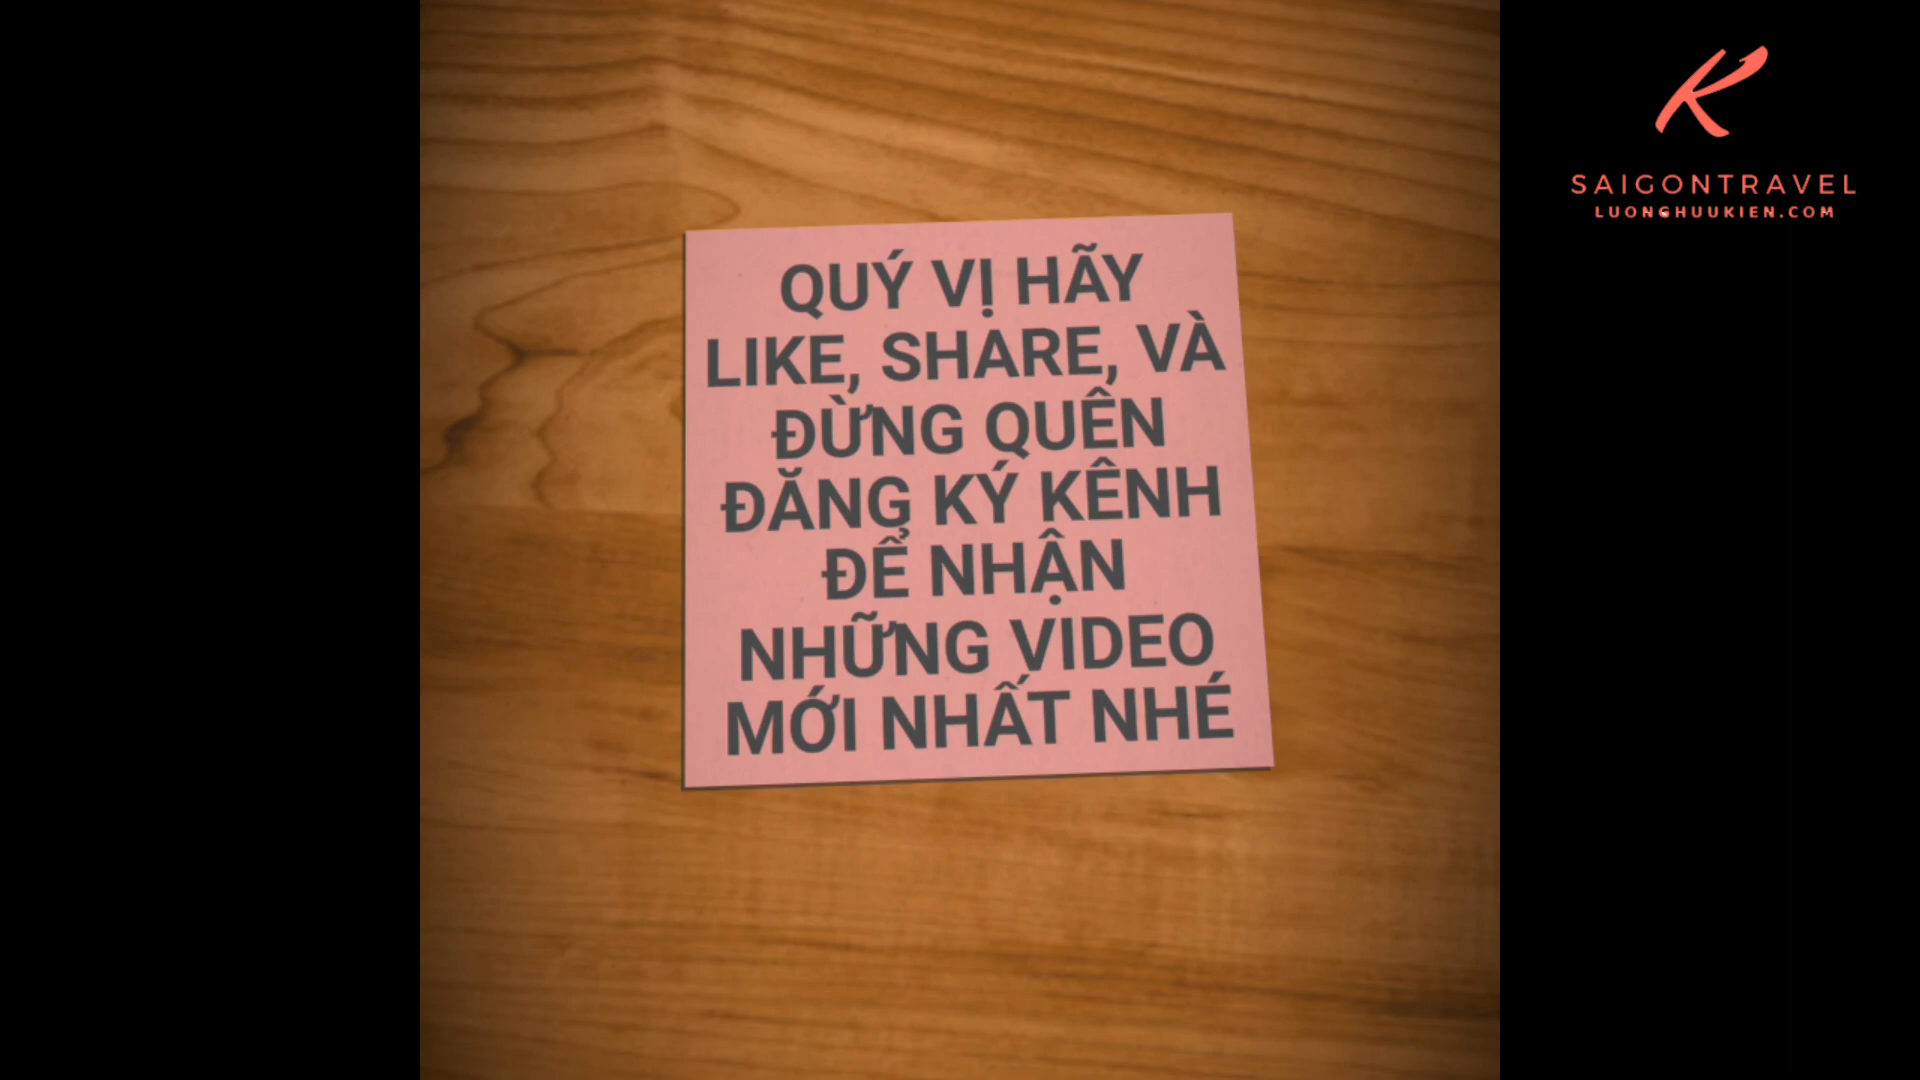 QUÝ VỊ HÃY
LIKE, SHARE, VÀ
ĐỪNG QUÊN
ĐĂNG KÝ KÊNH
ĐỂ NHẬN
NHỮNG VIDEO
MỚI NHẤT NHÉ
K
SAIGONTRAVEL
LUONGHUUKIEN.COM